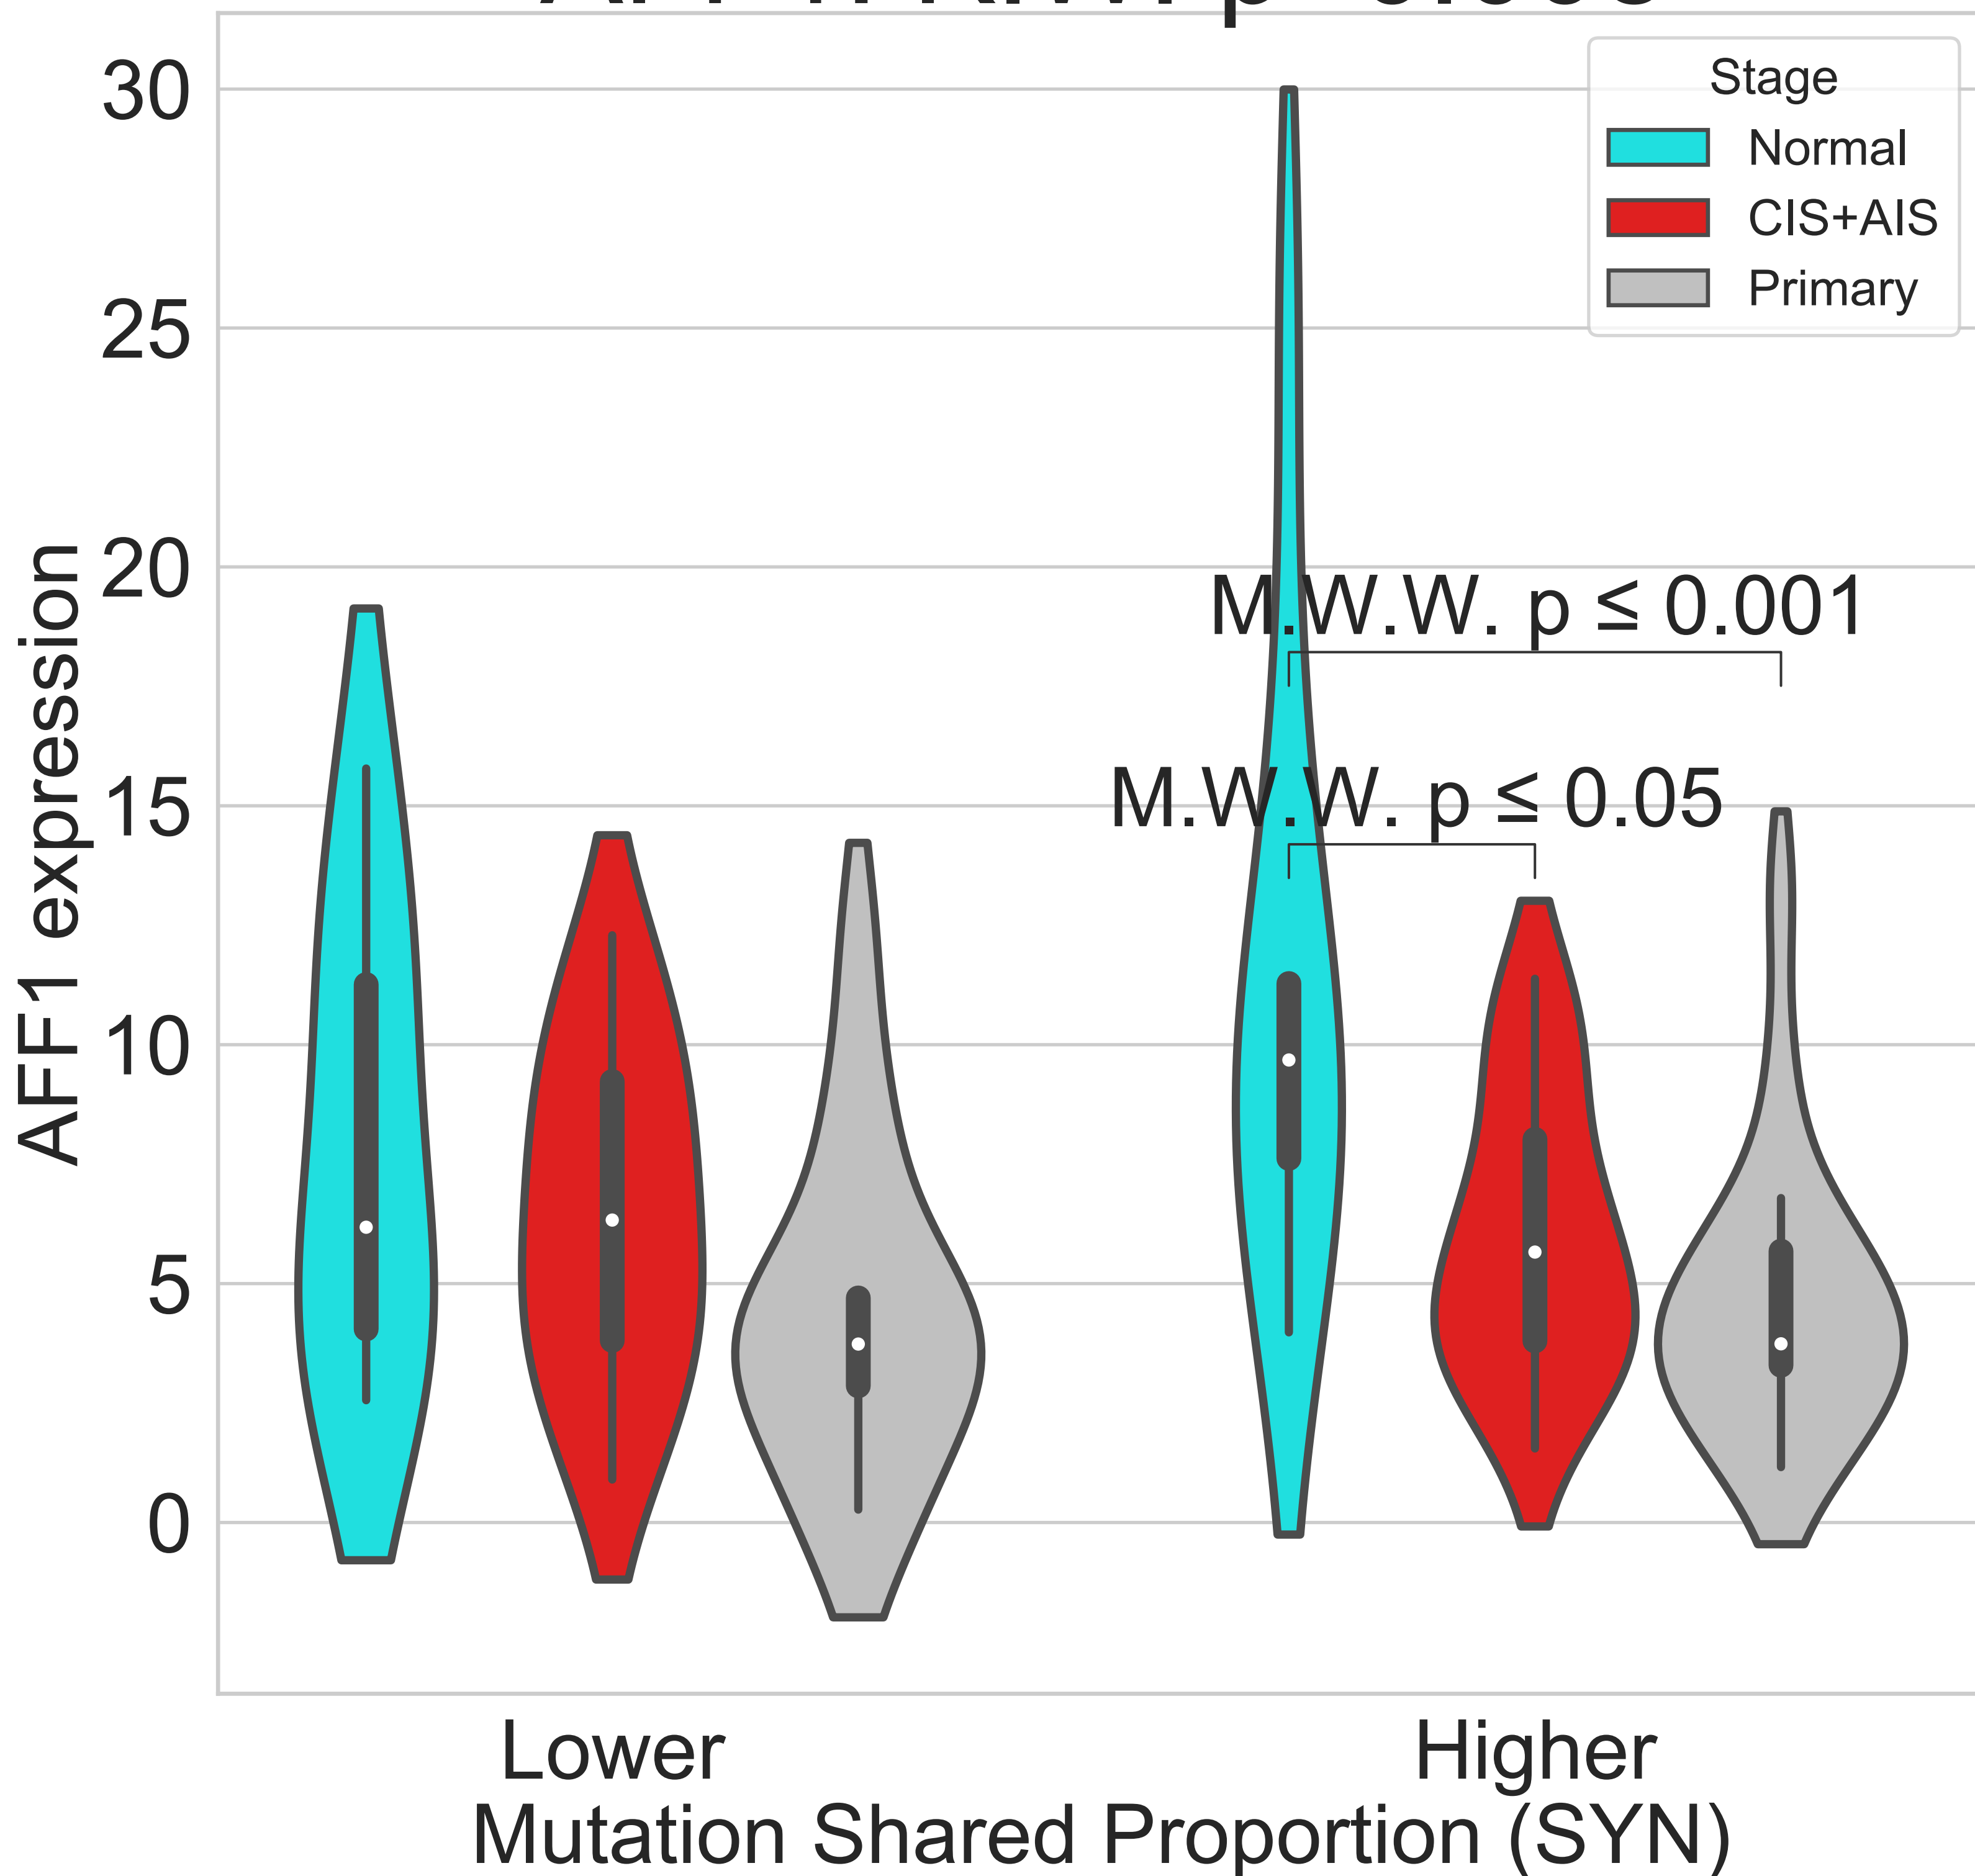 30
25
20
15
10
5
0
AFF1 expression
Stage
Normal
CIS+AIS
Primary
M.W.W. p ≤ 0.001
M.W.W. p ≤ 0.05
Lower
Higher
Mutation Shared Proportion (SYN)